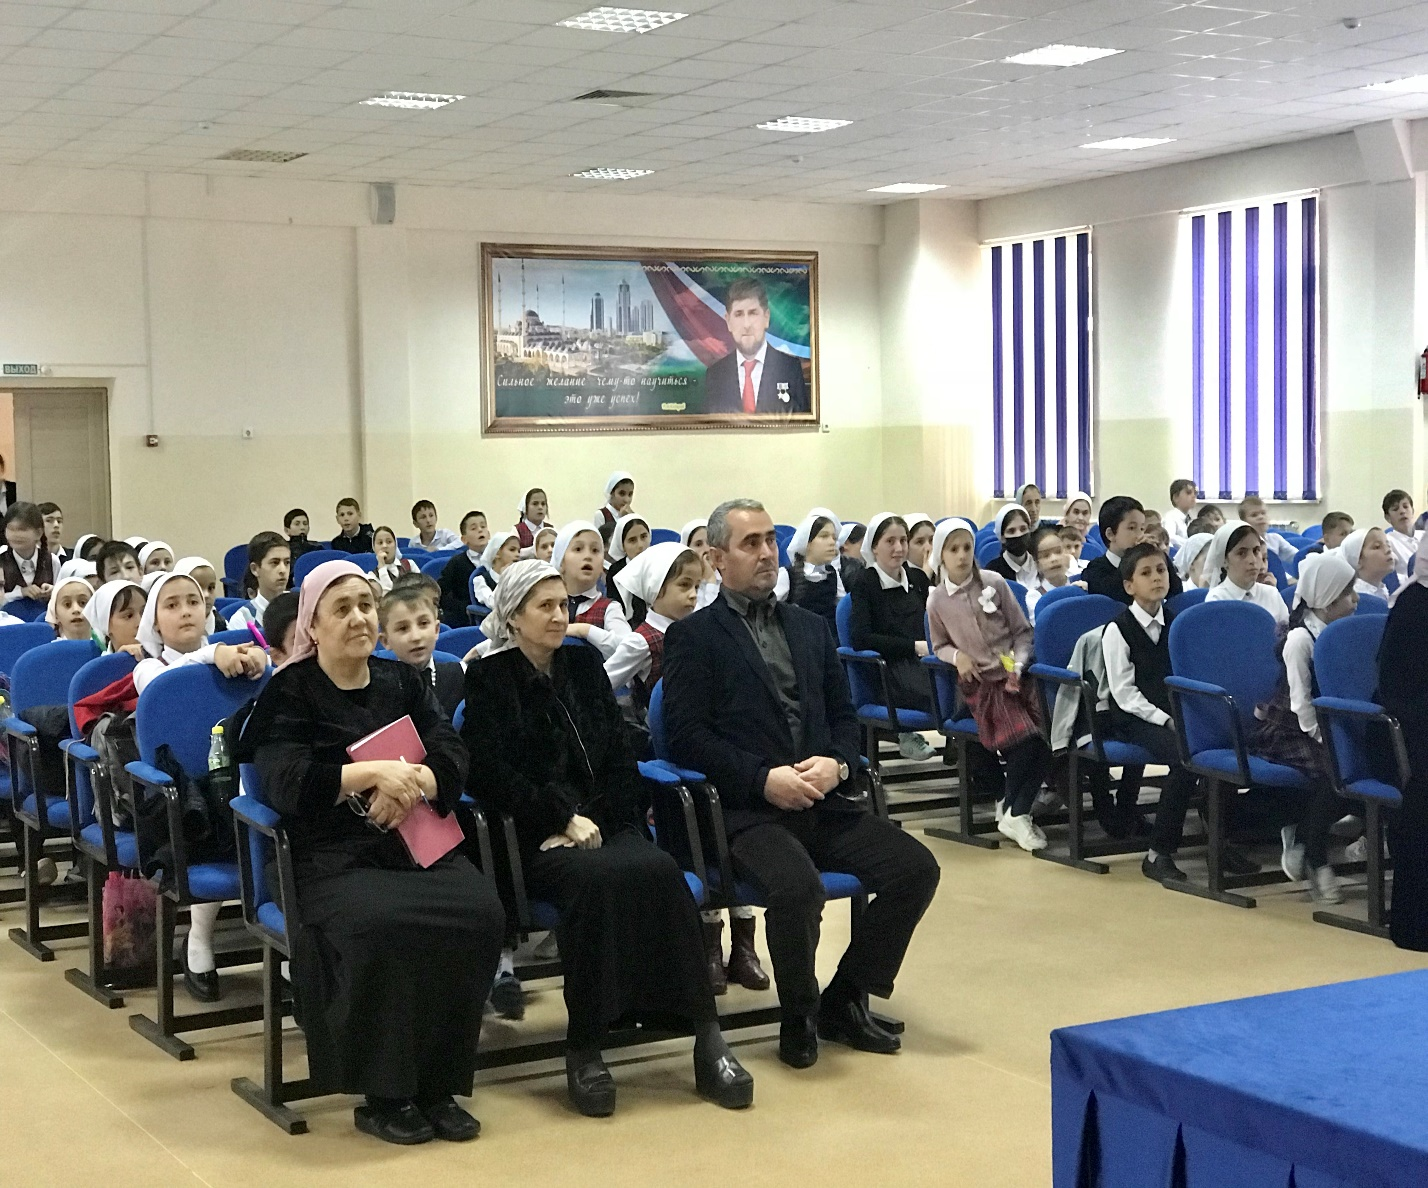 ВЫХОД
Сильное желание чему-то научиться -
это уже успех!